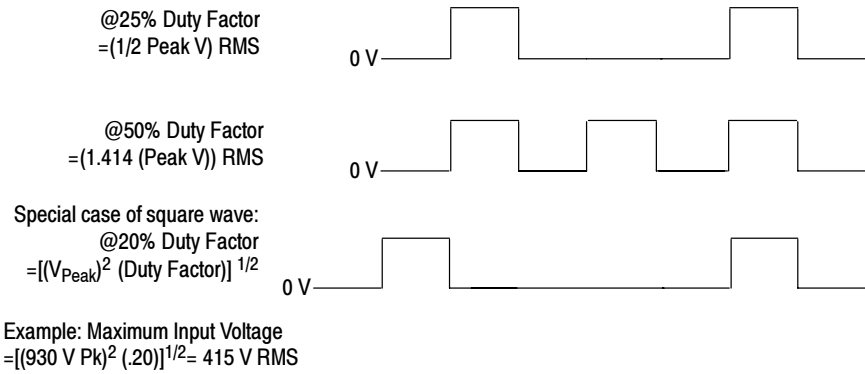 @25% Duty Factor
=(1/2 Peak V) RMS
0 V
@50% Duty Factor
=(1.414 (Peak V)) RMS
0 V
Special case of square wave:
@20% Duty Factor
=[(V_Peak)^2 (Duty Factor)] ^1/2
0 V
Example: Maximum Input Voltage
=[(930 V Pk)^2 (.20)]^1/2= 415 V RMS